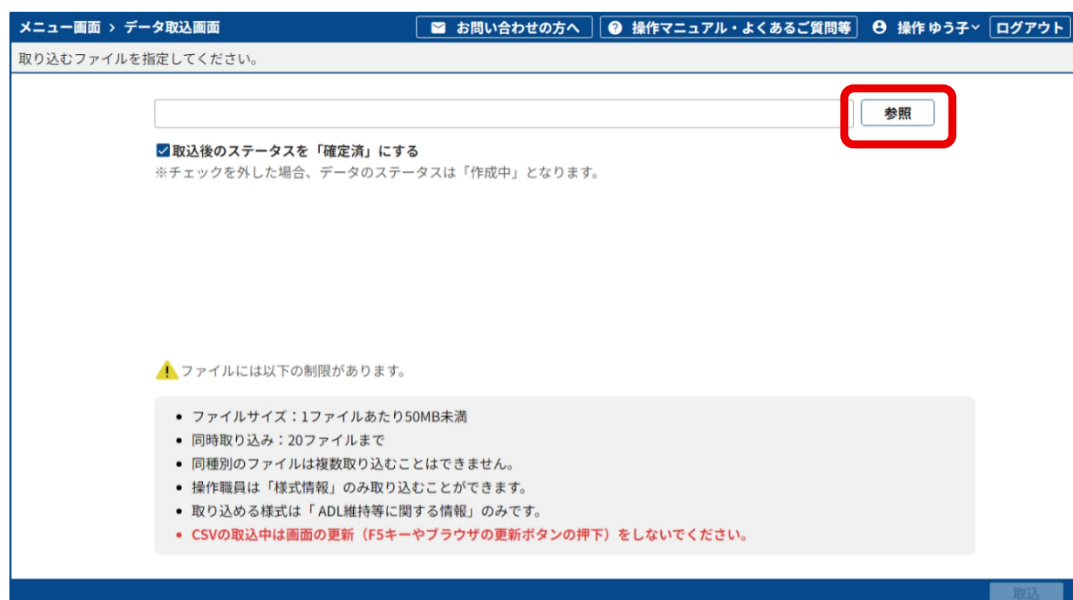 メニュー画面 > データ取込画面 お問い合わせの方へ 操作マニュアル・よくあるご質問等 操作 ゆう子 ログアウト
取り込むファイルを指定してください。
参照
取込後のステータスを「確定済」にする
※チェックを外した場合、データのステータスは「作成中」となります。
ファイルには以下の制限があります。
• ファイルサイズ：1ファイルあたり50MB未満
• 同時取り込み：20ファイルまで
• 同種別のファイルは複数取り込むことはできません。
• 操作職員は「様式情報」のみ取り込むことができます。
• 取り込める様式は「 ADL維持等に関する情報」のみです。
• CSVの取込中は画面の更新（F5キーやブラウザの更新ボタンの押下）をしないでください。
取込